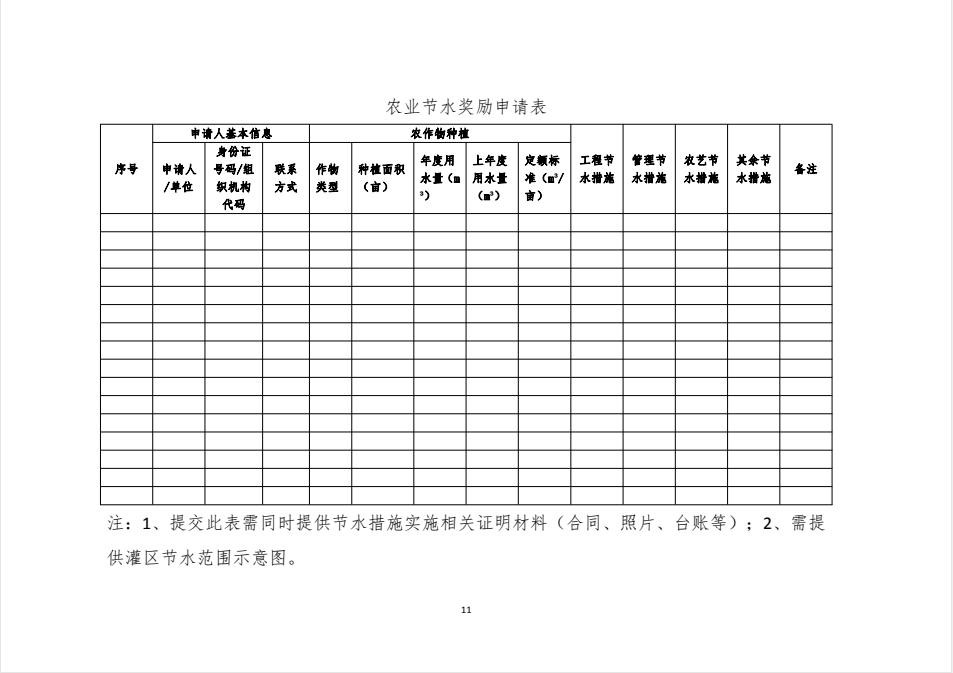 农业节水奖励申请表
申请人基本信息 农作物种植
序号 申请人/单位 身份证号码/组织机构代码 联系方式 作物类型 种植面积（亩） 年度用水量（m³） 上年度用水量（m³） 定额标准（m³/亩） 工程节水措施 管理节水措施 农艺节水措施 其余节水措施 备注
注：1、提交此表需同时提供节水措施实施相关证明材料（合同、照片、台账等）；2、需提
供灌区节水范围示意图。
11